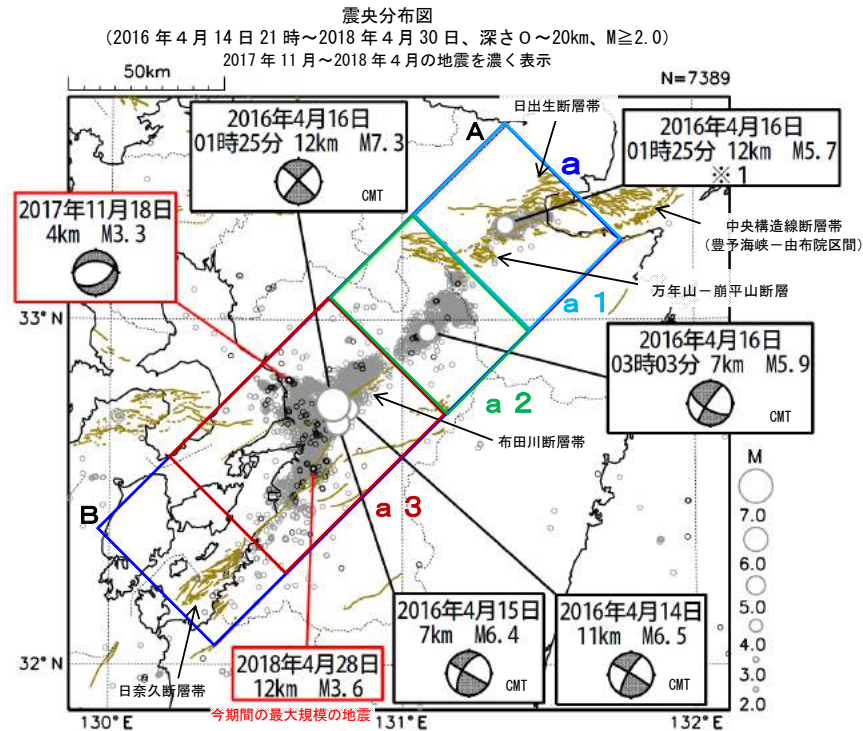 震央分布図
(2016年4月14日21時～2018年4月30日、深さ0～20km、M≧2.0)
2017年11月～2018年4月の地震を濃く表示
50km
N=7389
日出生断層帯
A
a
2016年4月16日
01時25分 12km M7.3
CMT
2016年4月16日
01時25分 12km M5.7
※1
2017年11月18日
4km M3.3
中央構造線断層帯
(豊予海峡－由布院区間)
万年山－崩平山断層
a1
33°N
2016年4月16日
03時03分 7km M5.9
CMT
a2
布田川断層帯
M
7.0
6.0
5.0
4.0
3.0
2.0
a3
B
2016年4月15日
7km M6.4
CMT
2016年4月14日
11km M6.5
CMT
32°N
2018年4月28日
12km M3.6
日奈久断層帯
今期間の最大規模の地震
130°E
131°E
132°E